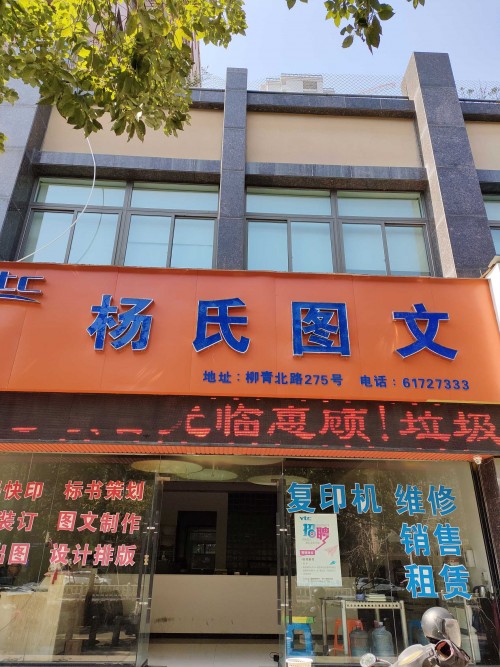 杨氏图文
地址：柳青北路275号 电话：61727333
光临惠顾！垃圾
快印 标书策划
装订 图文制作
出图 设计排版
复印机 维修
销售
租赁
招聘